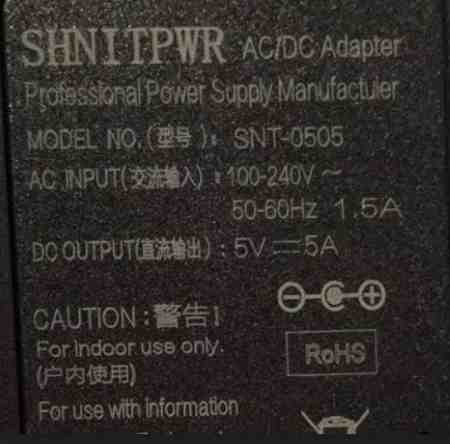 SHNITPWR AC/DC Adapter
Professional Power Supply Manufactuler
MODEL NO.(型号): SNT-0505
AC INPUT(交流输入): 100-240V ~
50-60Hz 1.5A
DC OUTPUT(直流输出): 5V ⎓ 5A
CAUTION:警告!
For indoor use only.
(户内使用)
RoHS
For use with information